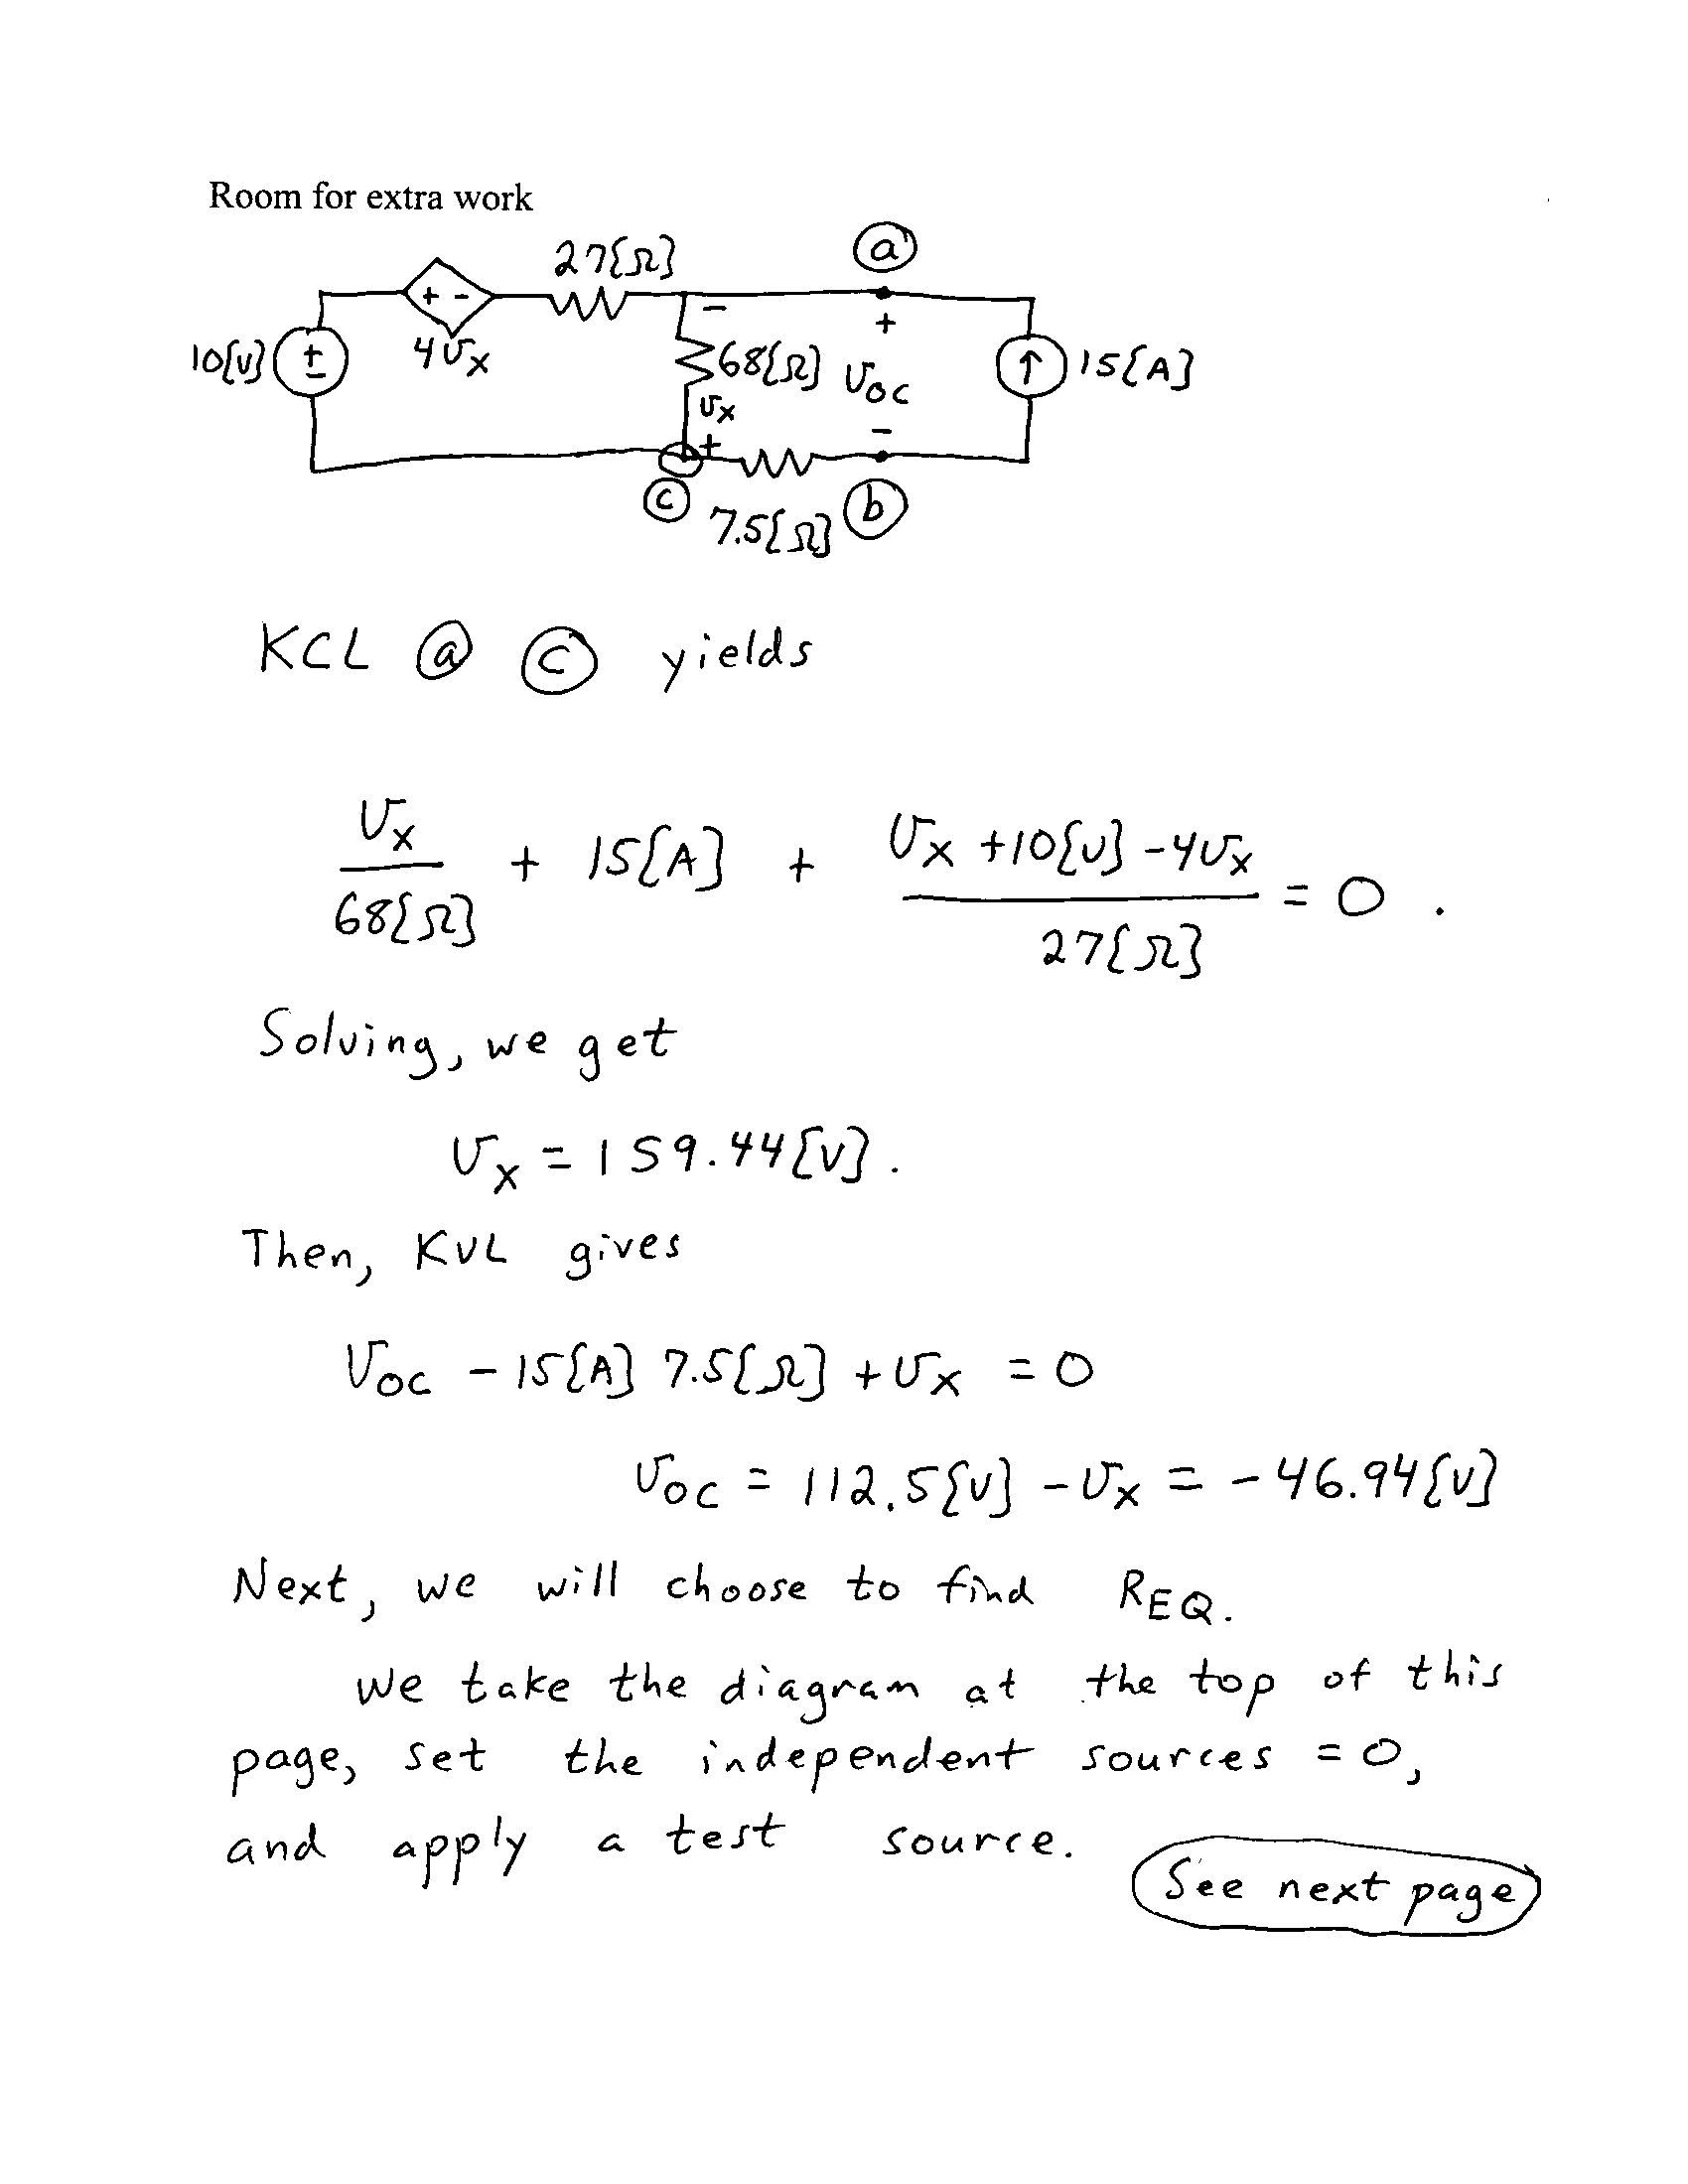 Room for extra work
27{Ω}
a
+ -
-
+
10{V}
+
-
4vx
68{Ω}
vOC
15{A}
vx
+
-
c
7.5{Ω}
b
KCL @ c yields
vx/68{Ω} + 15{A} + (vx +10{V} -4vx)/27{Ω} = 0 .
Solving, we get
vx = 159.44{V}.
Then, KVL gives
vOC - 15{A} 7.5{Ω} + vx = 0
vOC = 112.5{V} - vx = -46.94{V}
Next, we will choose to find REQ.
We take the diagram at the top of this
page, set the independent sources = 0,
and apply a test source.
See next page